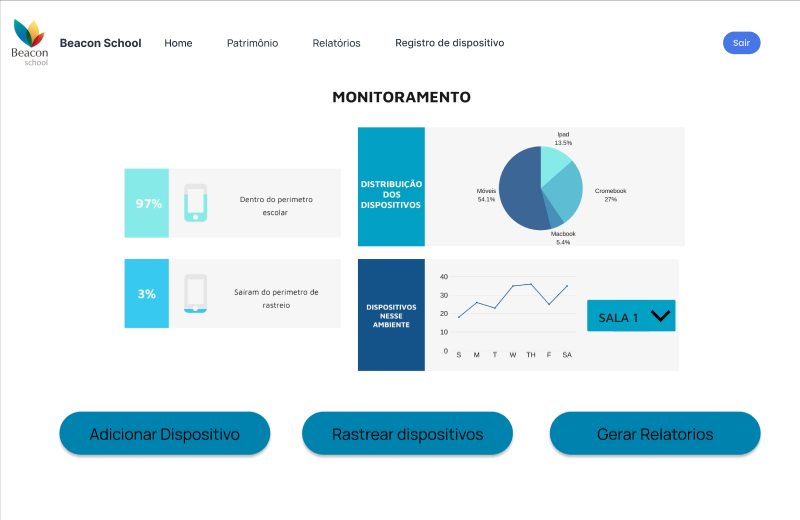 Beacon
school
Beacon School
Home
Patrimônio
Relatórios
Registro de dispositivo
Sair
MONITORAMENTO
97%
Dentro do perimetro
escolar
3%
Saíram do perimetro de
rastreio
DISTRIBUIÇÃO
DOS
DISPOSITIVOS
Ipad
13.5%
Móveis
54.1%
Cromebook
27%
Macbook
5.4%
DISPOSITIVOS
NESSE
AMBIENTE
40
30
20
10
0
S M T W TH F SA
SALA 1
Adicionar Dispositivo
Rastrear dispositivos
Gerar Relatorios